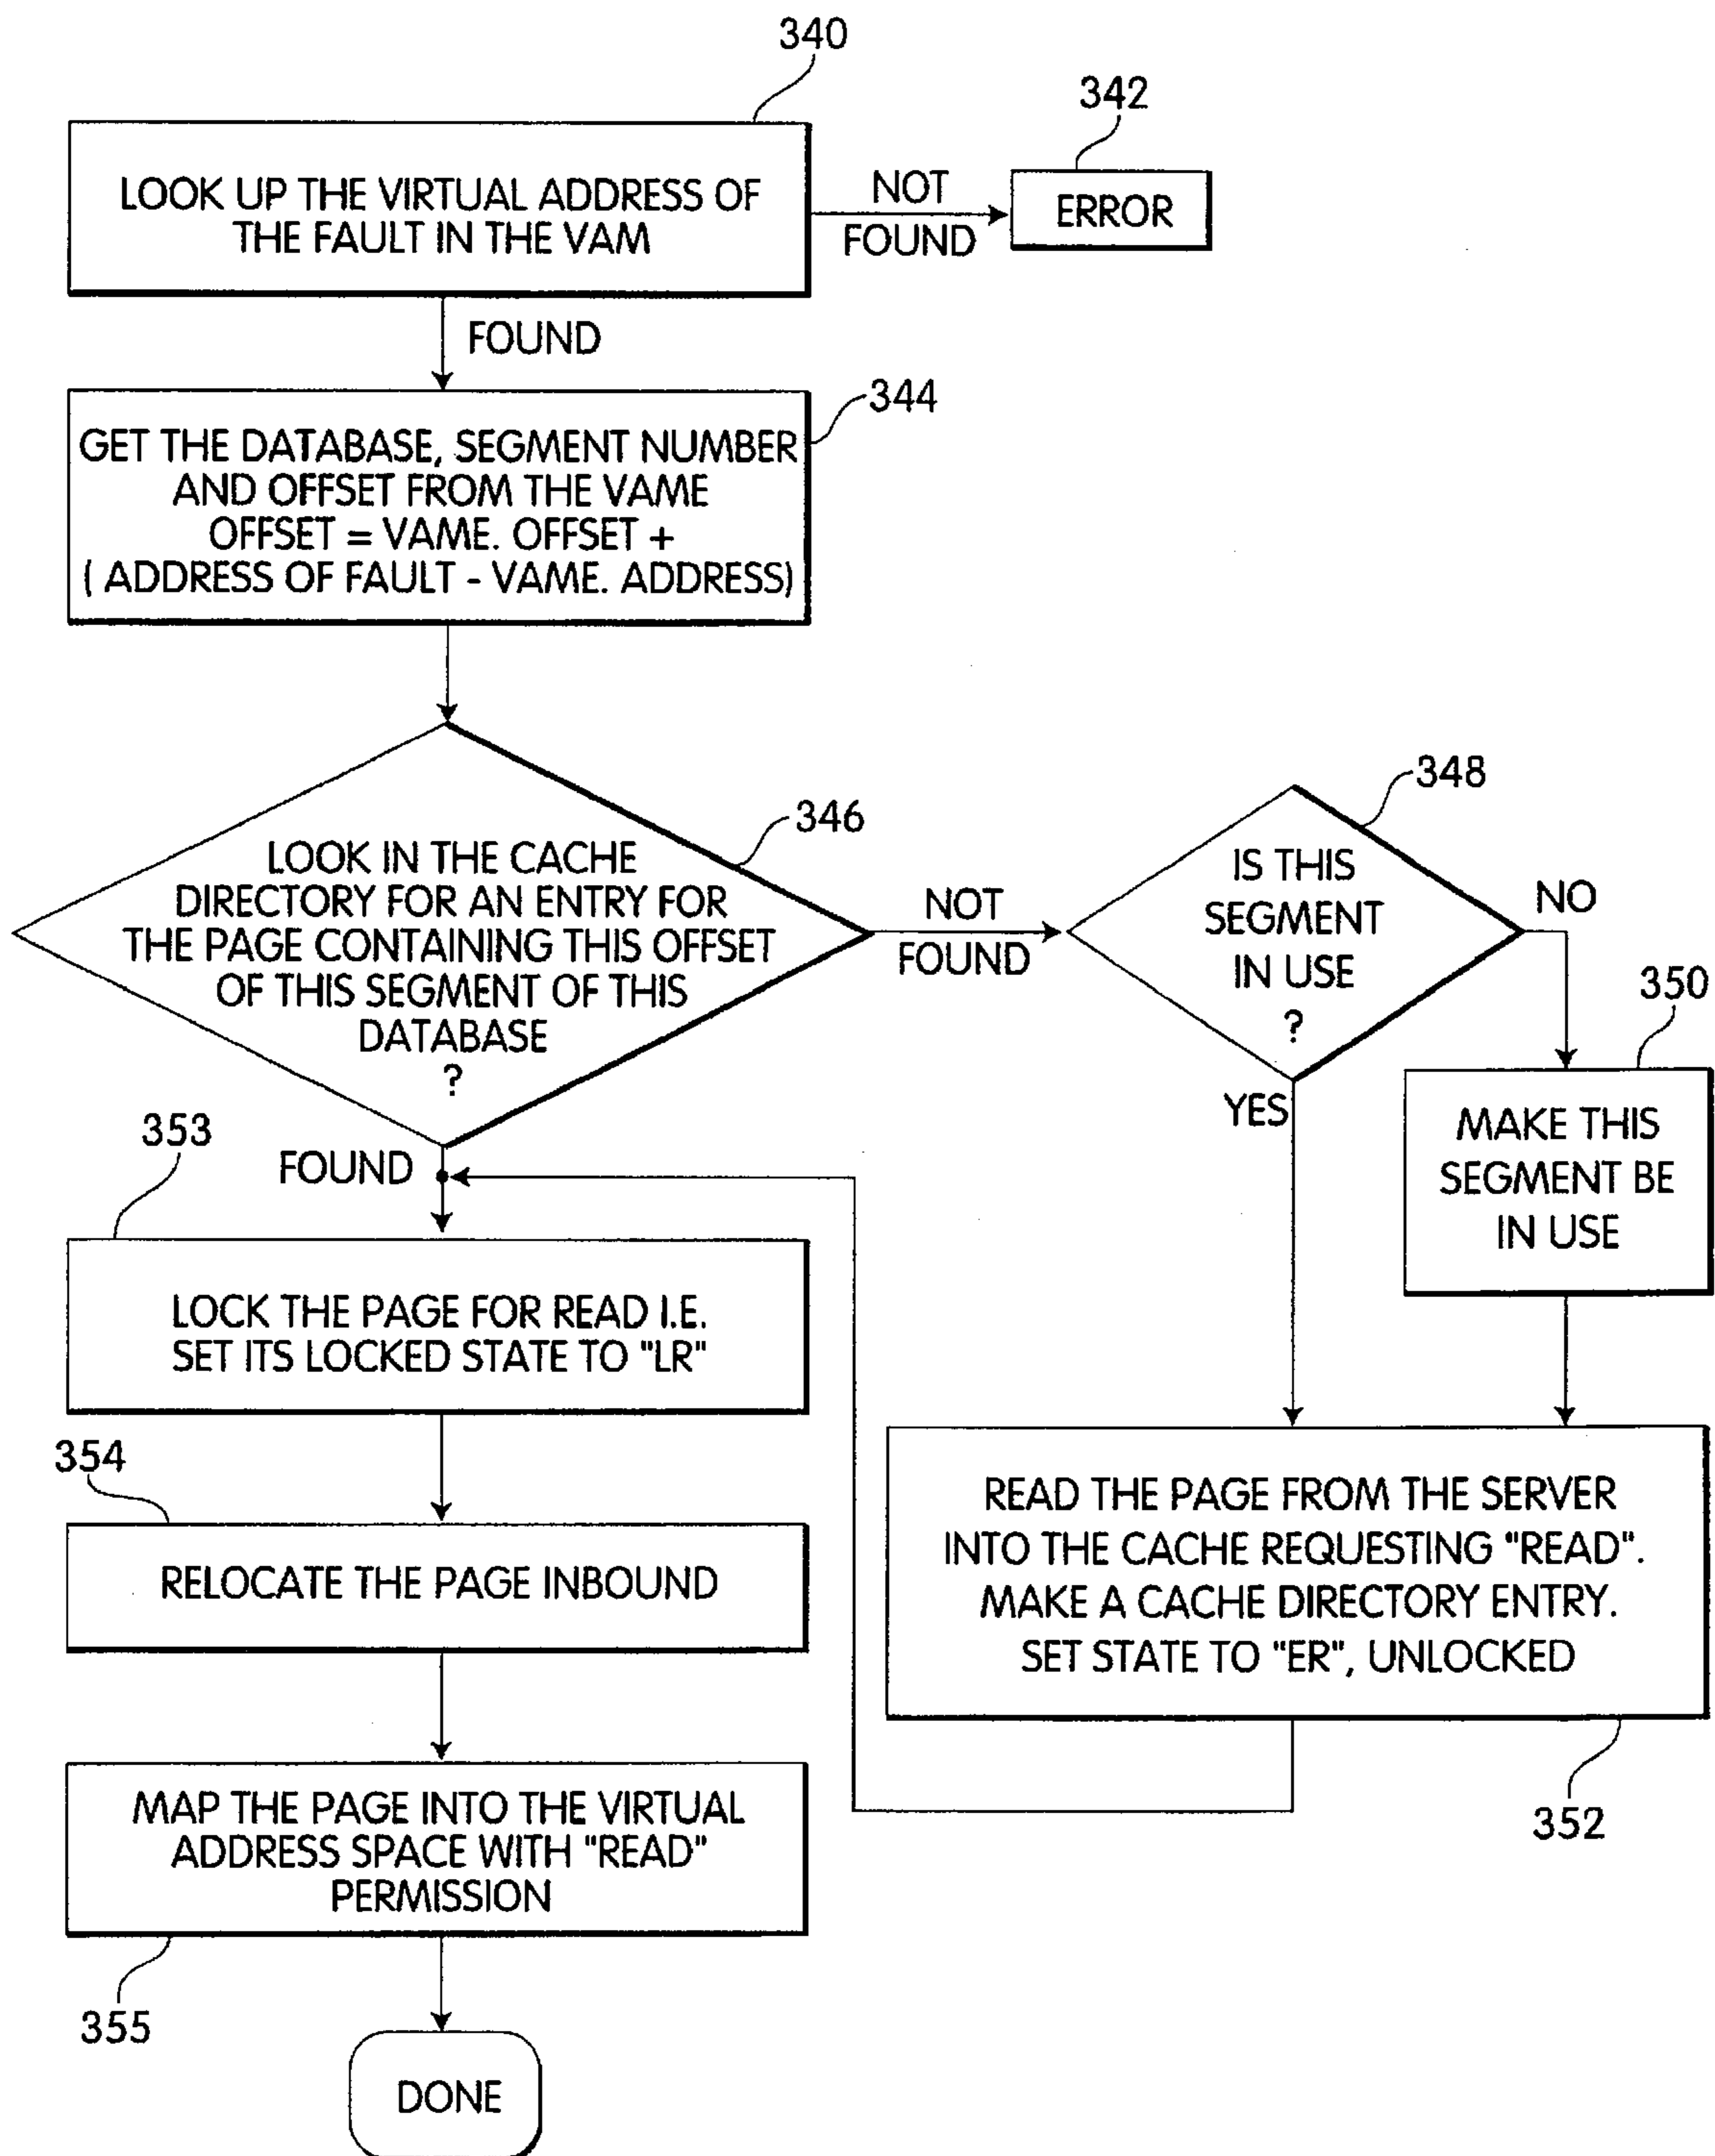 340
342
LOOK UP THE VIRTUAL ADDRESS OF
THE FAULT IN THE VAM
NOT
FOUND
ERROR
FOUND
344
GET THE DATABASE, SEGMENT NUMBER
AND OFFSET FROM THE VAME
OFFSET = VAME. OFFSET +
( ADDRESS OF FAULT - VAME. ADDRESS)
346
LOOK IN THE CACHE
DIRECTORY FOR AN ENTRY FOR
THE PAGE CONTAINING THIS OFFSET
OF THIS SEGMENT OF THIS
DATABASE
?
NOT
FOUND
348
IS THIS
SEGMENT
IN USE
?
NO
YES
350
MAKE THIS
SEGMENT BE
IN USE
353
FOUND
LOCK THE PAGE FOR READ I.E.
SET ITS LOCKED STATE TO "LR"
354
RELOCATE THE PAGE INBOUND
READ THE PAGE FROM THE SERVER
INTO THE CACHE REQUESTING "READ".
MAKE A CACHE DIRECTORY ENTRY.
SET STATE TO "ER", UNLOCKED
352
MAP THE PAGE INTO THE VIRTUAL
ADDRESS SPACE WITH "READ"
PERMISSION
355
DONE